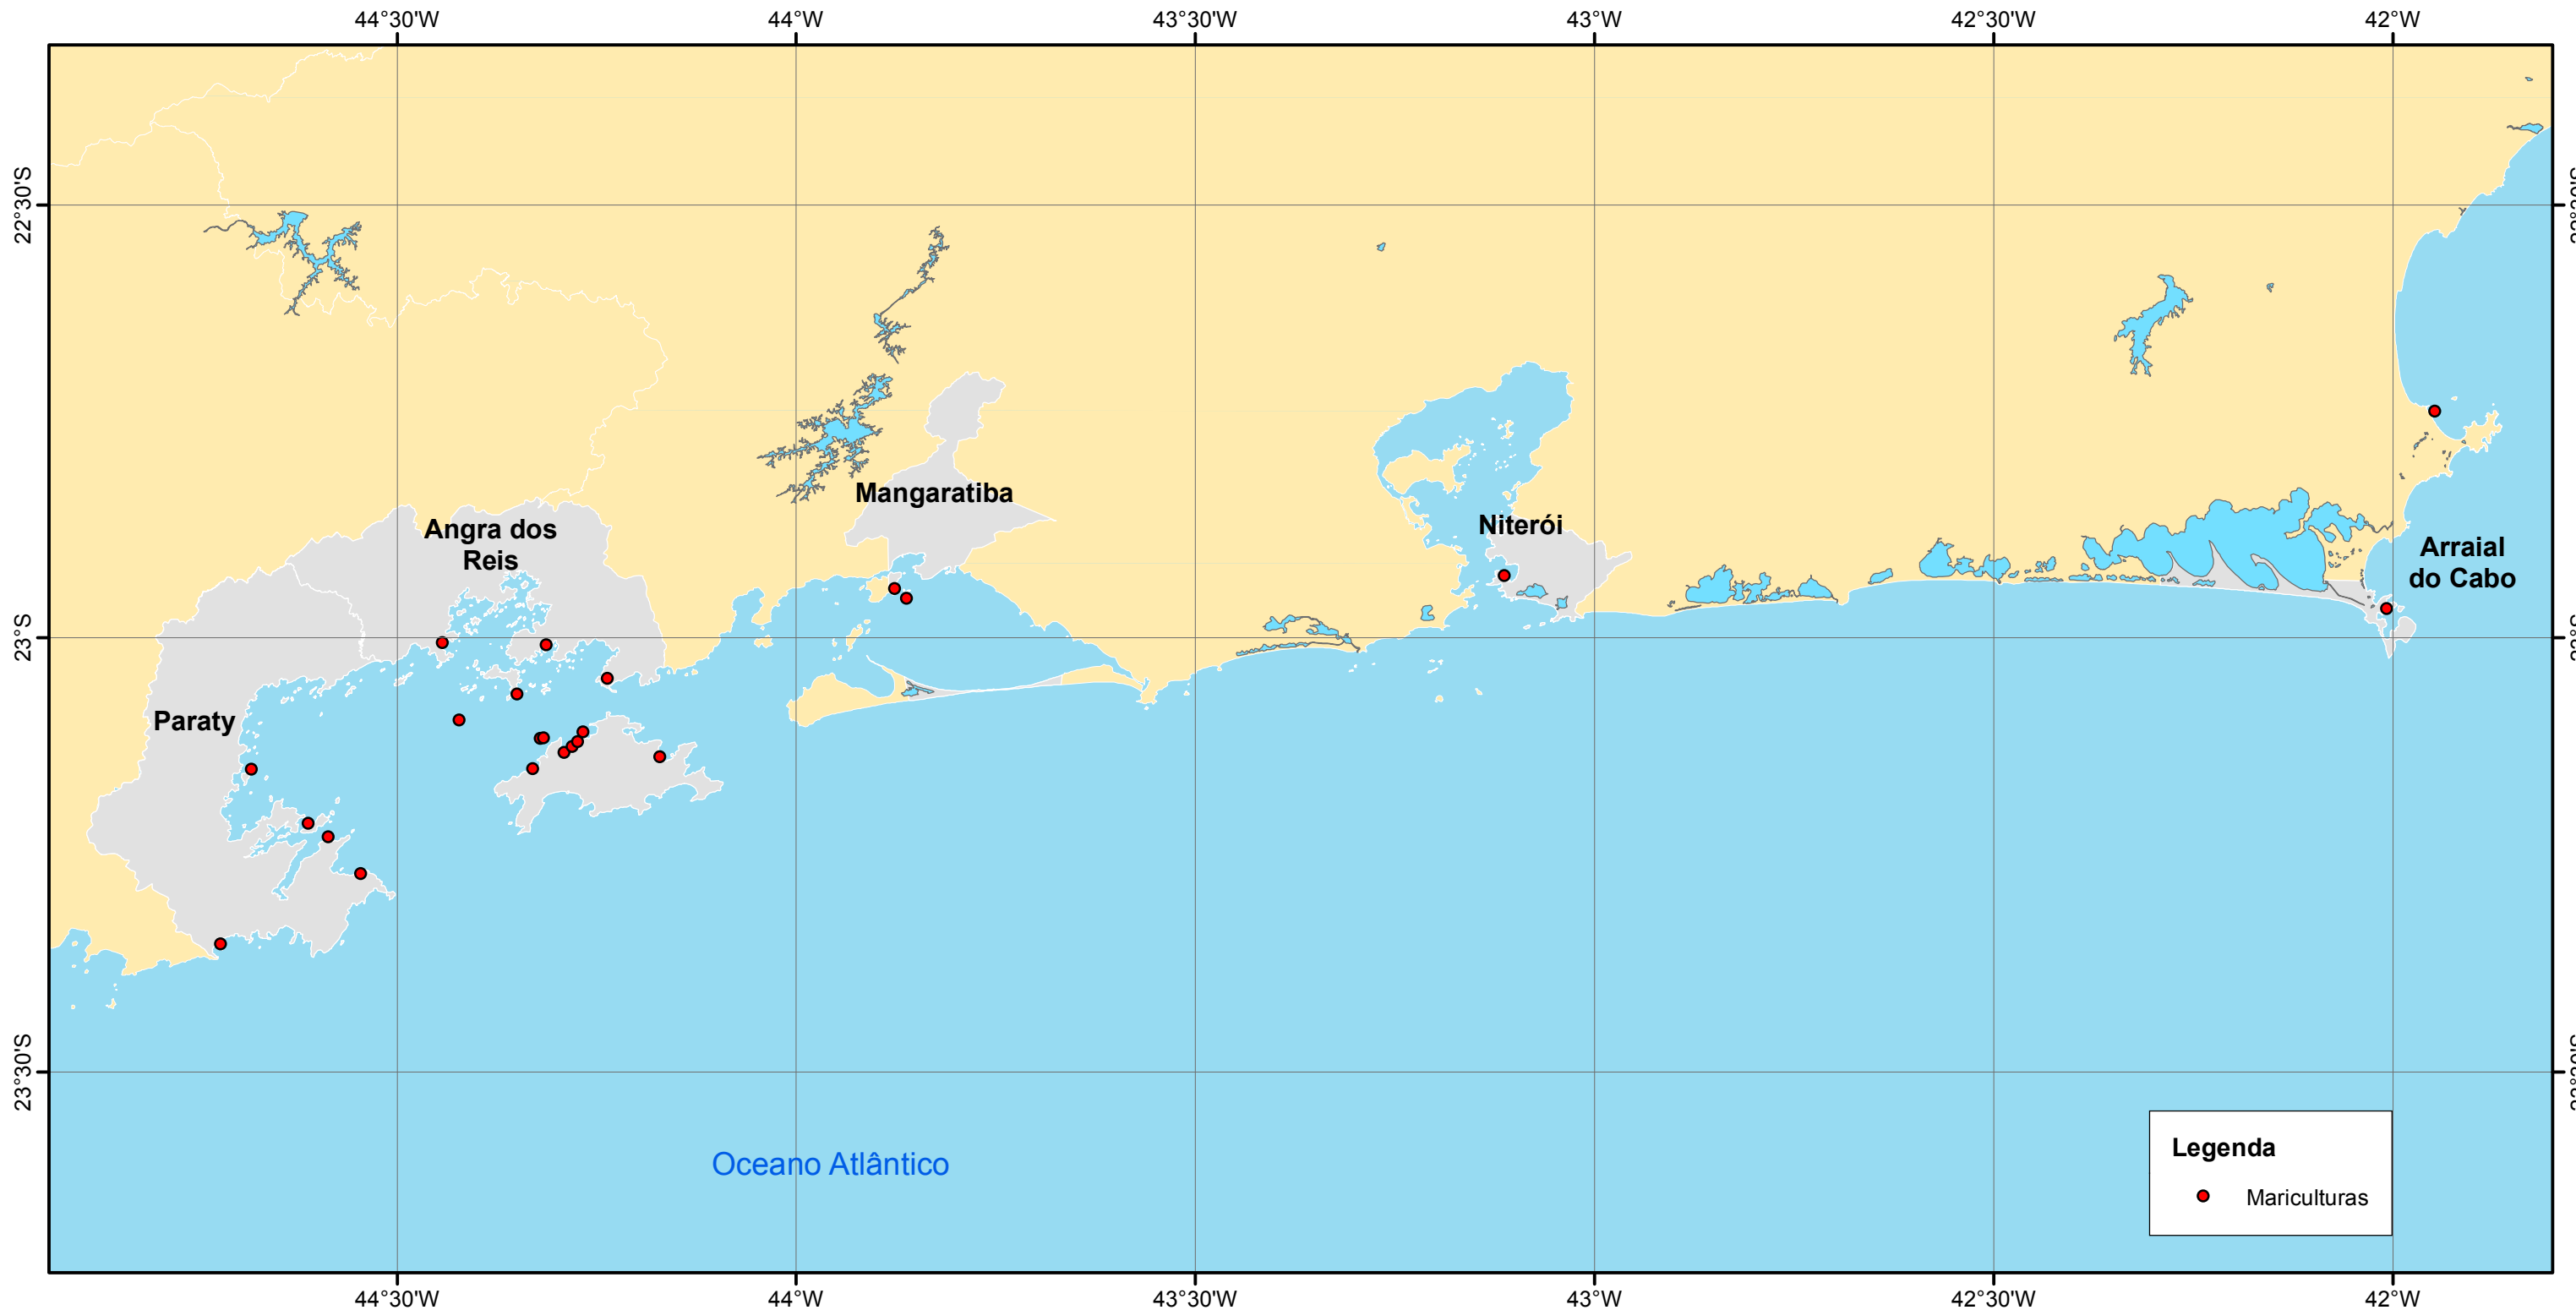 44°30'W 44°W 43°30'W 43°W 42°30'W 42°W
22°30'S
Mangaratiba
Angra dos
Reis
Niterói
Arraial
do Cabo
23°S
Paraty
23°30'S
Oceano Atlântico
Legenda
Mariculturas
44°30'W 44°W 43°30'W 43°W 42°30'W 42°W